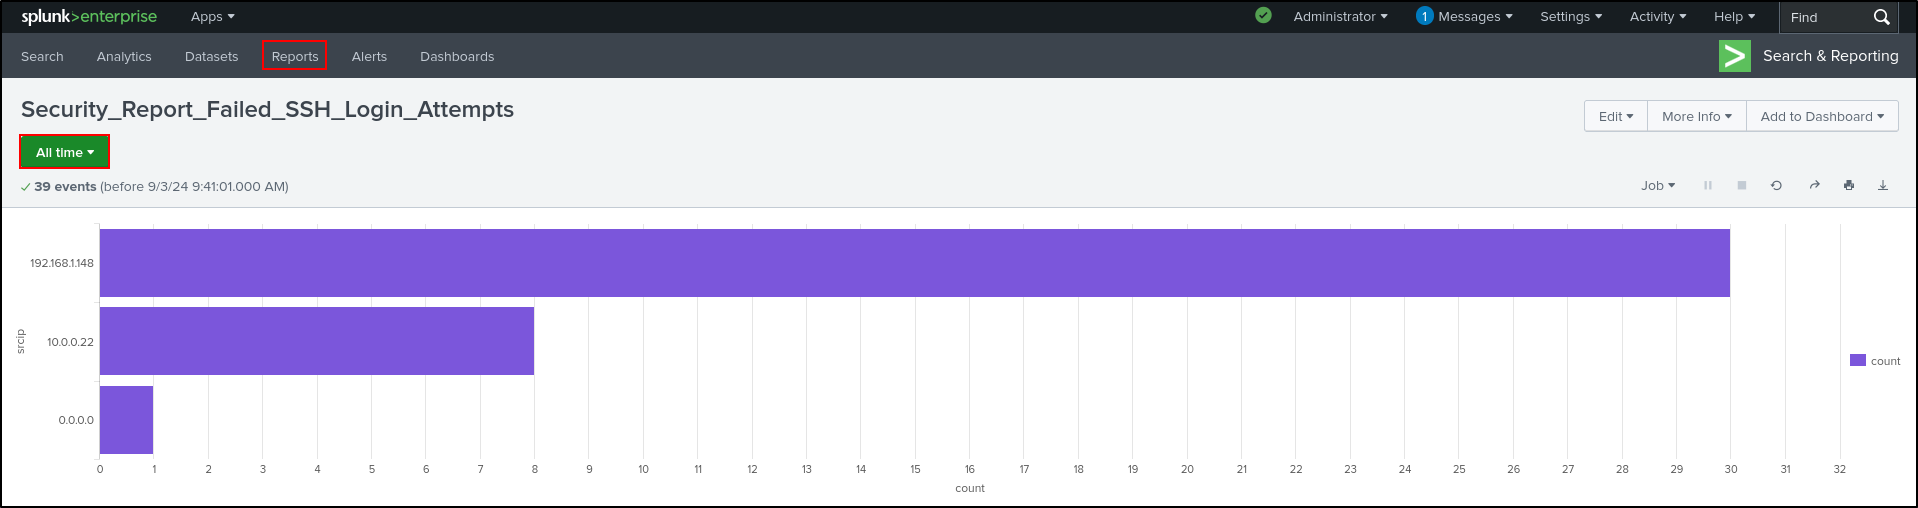 splunk>enterprise Apps Administrator 1 Messages Settings Activity Help Find
Search Analytics Datasets Reports Alerts Dashboards Search & Reporting
Security_Report_Failed_SSH_Login_Attempts
Edit More Info Add to Dashboard
All time
39 events (before 9/3/24 9:41:01.000 AM) Job
192.168.1.148
10.0.0.22
srcip
count
0.0.0.0
0 1 2 3 4 5 6 7 8 9 10 11 12 13 14 15 16 17 18 19 20 21 22 23 24 25 26 27 28 29 30 31 32
count